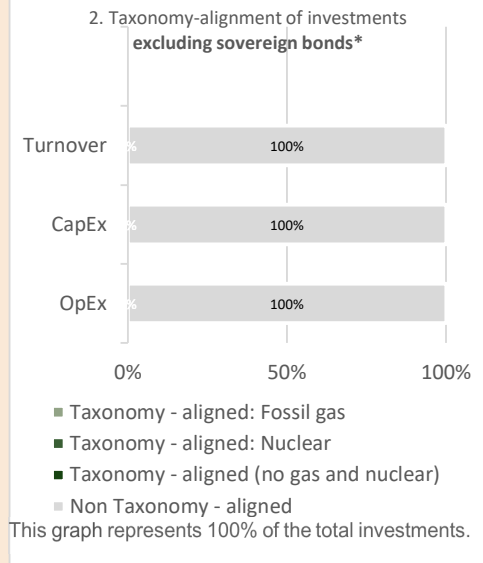 2. Taxonomy-alignment of investments
excluding sovereign bonds*
Turnover % 100%
CapEx % 100%
OpEx % 100%
0% 50% 100%
Taxonomy - aligned: Fossil gas
Taxonomy - aligned: Nuclear
Taxonomy - aligned (no gas and nuclear)
Non Taxonomy - aligned
This graph represents 100% of the total investments.